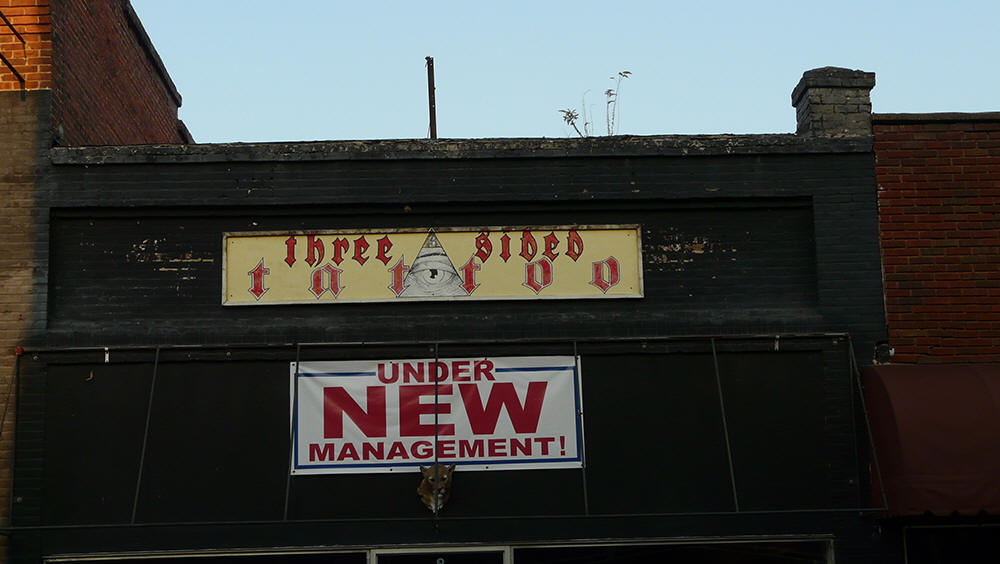 three sided
tattoo
UNDER
NEW
MANAGEMENT!